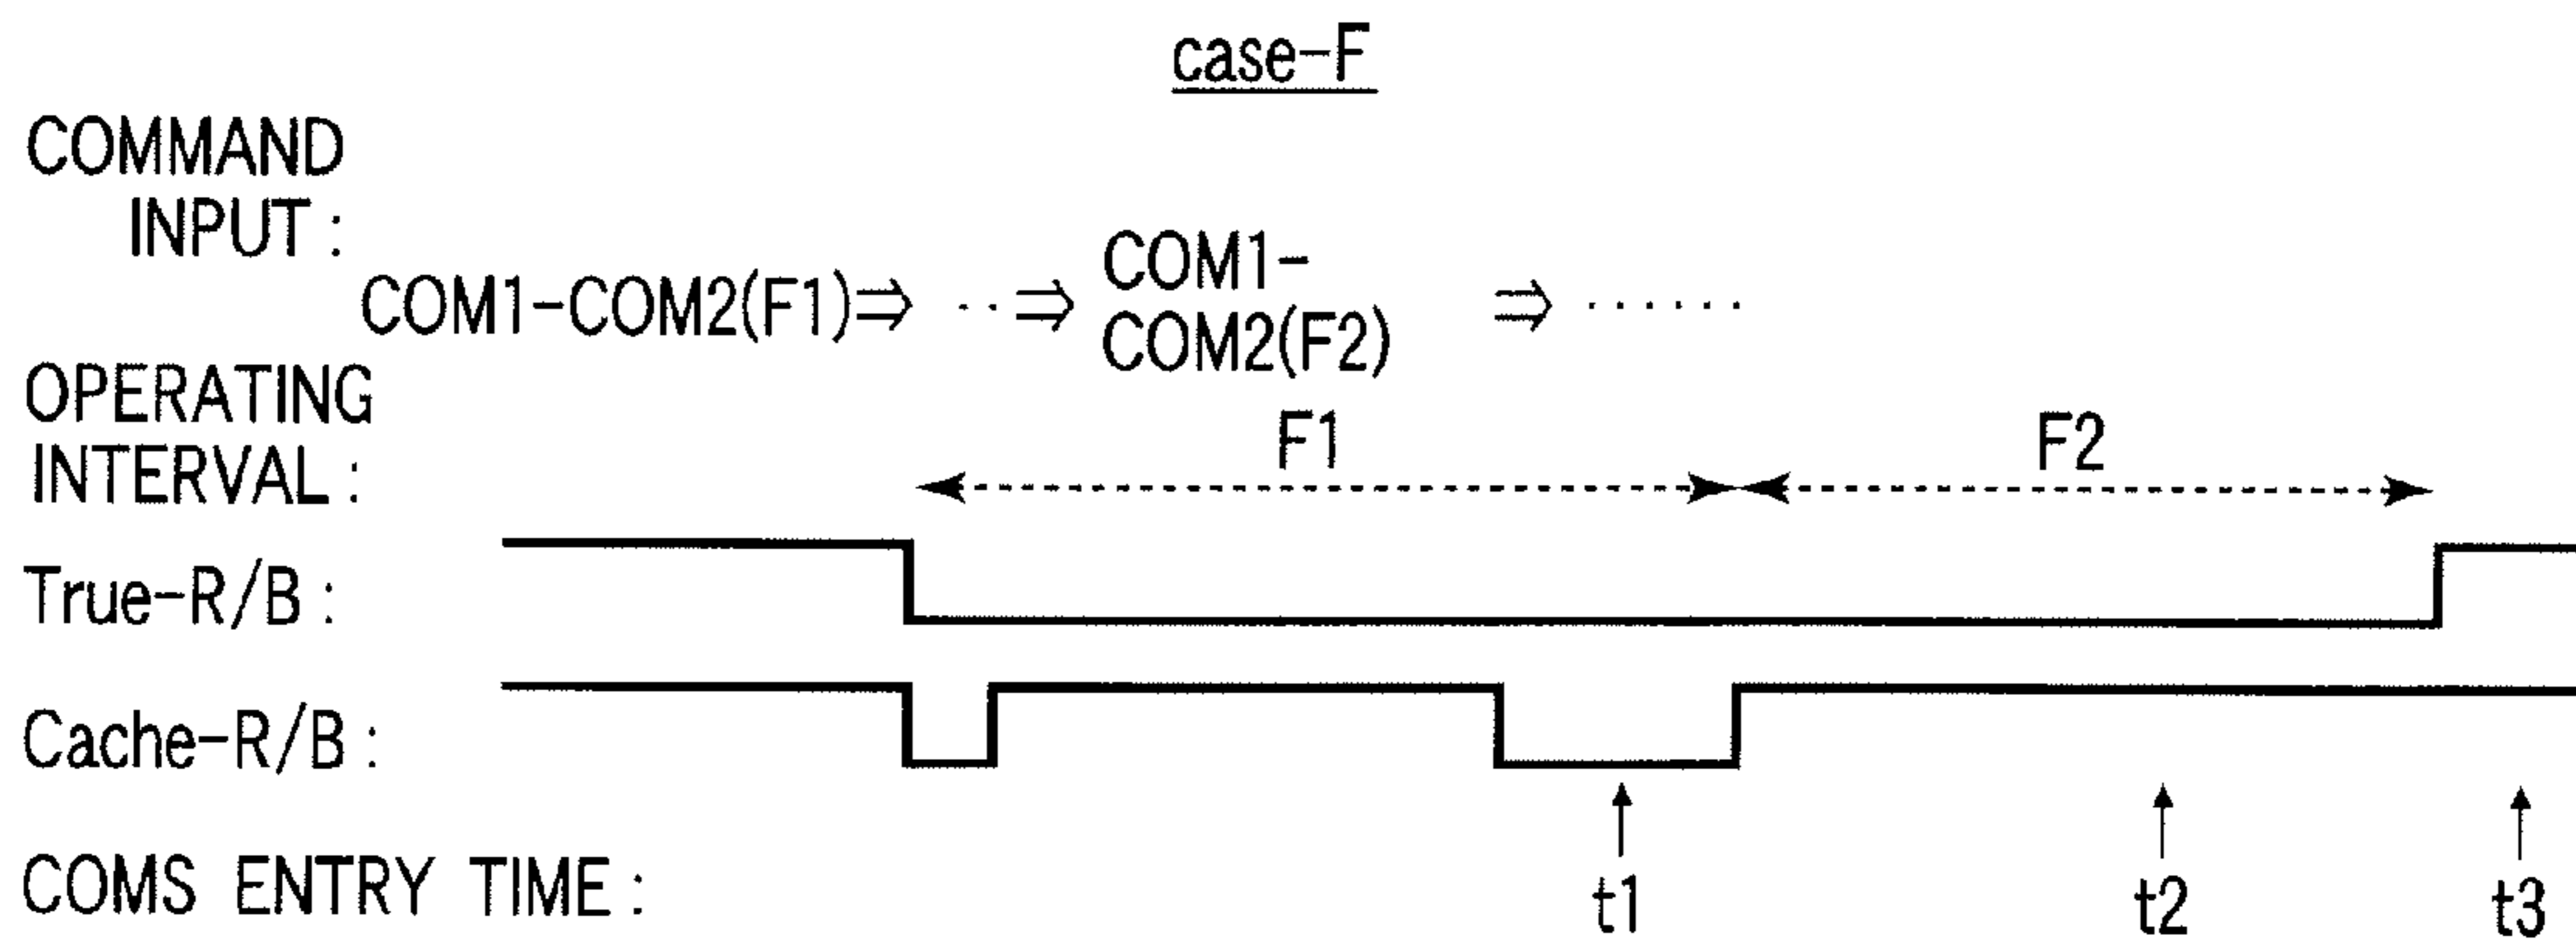 case-F
COMMAND
INPUT :
COM1-COM2(F1)⇒ ‥⇒ COM1-
COM2(F2) ⇒ ······
OPERATING
INTERVAL :
F1 F2
True-R/B :
Cache-R/B :
COMS ENTRY TIME : t1 t2 t3